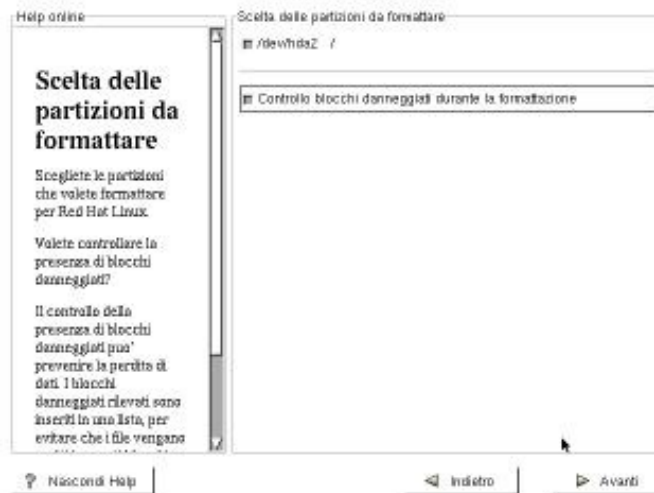 Help online
Scelta delle
partizioni da
formattare
Scegliete le partizioni
che volete formattare
per Red Hat Linux.
Volete controllare la
presenza di blocchi
danneggiati?
Il controllo della
presenza di blocchi
danneggiati puo'
prevenire la perdita di
dati. I blocchi
danneggiati rilevati sono
inseriti in una lista, per
evitare che i file vengano
Scelta delle partizioni da formattare
/dev/hda2 /
Controllo blocchi danneggiati durante la formattazione
Nascondi Help
Indietro
Avanti